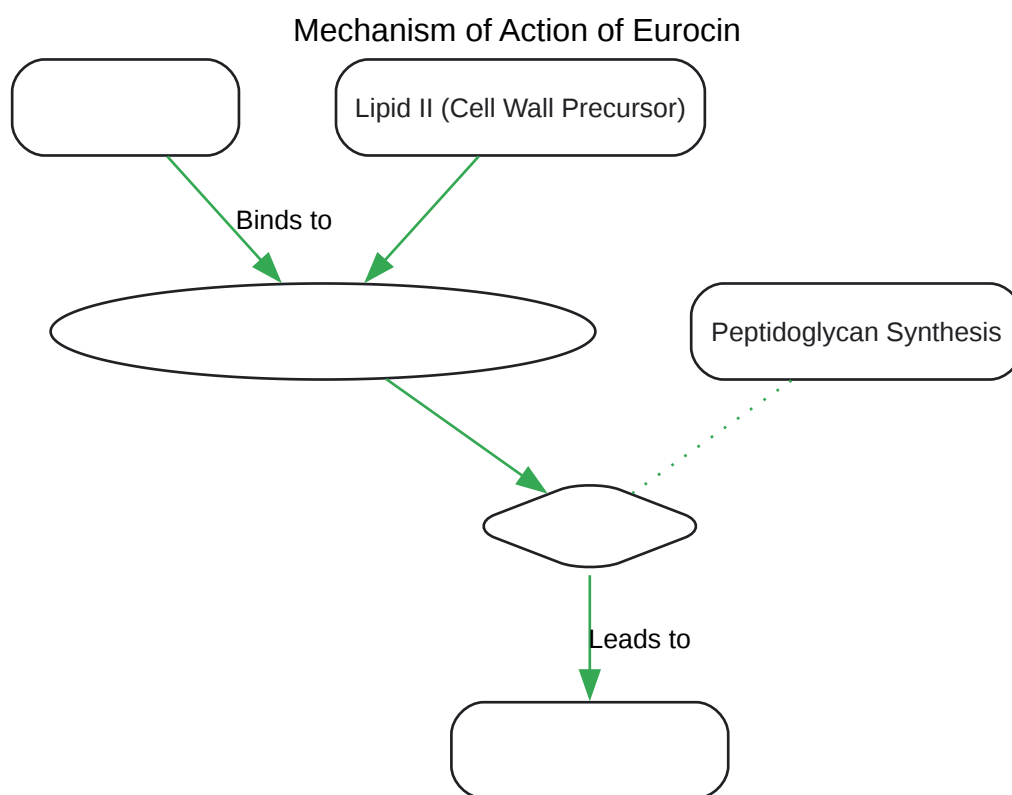 Mechanism of Action of Eurocin
Lipid II (Cell Wall Precursor)
Binds to
Peptidoglycan Synthesis
Leads to